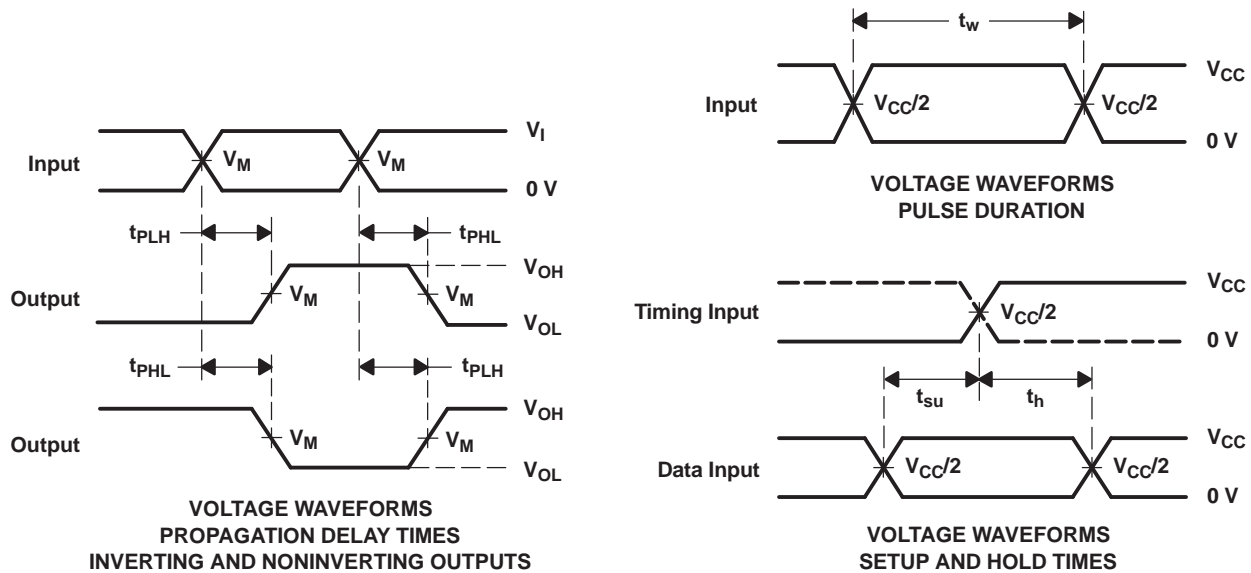 V_I
Input
V_M
V_M
0 V
t_PLH
t_PHL
V_OH
Output
V_M
V_M
V_OL
t_PHL
t_PLH
V_OH
Output
V_M
V_M
V_OL
VOLTAGE WAVEFORMS
PROPAGATION DELAY TIMES
INVERTING AND NONINVERTING OUTPUTS
t_w
V_CC
Input
V_CC/2
V_CC/2
0 V
VOLTAGE WAVEFORMS
PULSE DURATION
V_CC
Timing Input
V_CC/2
0 V
t_su
t_h
V_CC
Data Input
V_CC/2
V_CC/2
0 V
VOLTAGE WAVEFORMS
SETUP AND HOLD TIMES